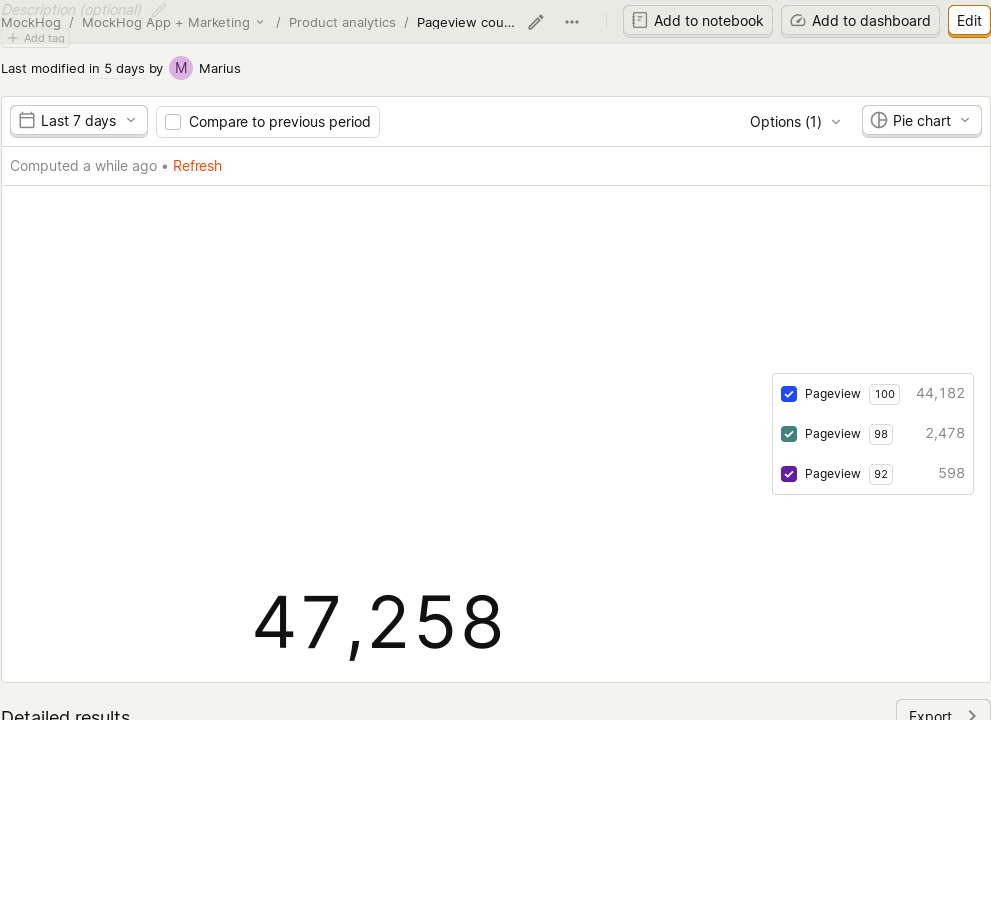 Description (optional)
MockHog / MockHog App + Marketing / Product analytics / Pageview cou...
Add to notebook
Add to dashboard
Edit
Add tag
Last modified in 5 days by M Marius
Last 7 days
Compare to previous period
Options (1)
Pie chart
Computed a while ago • Refresh
Pageview 100 44,182
Pageview 98 2,478
Pageview 92 598
47,258
Detailed results
Export